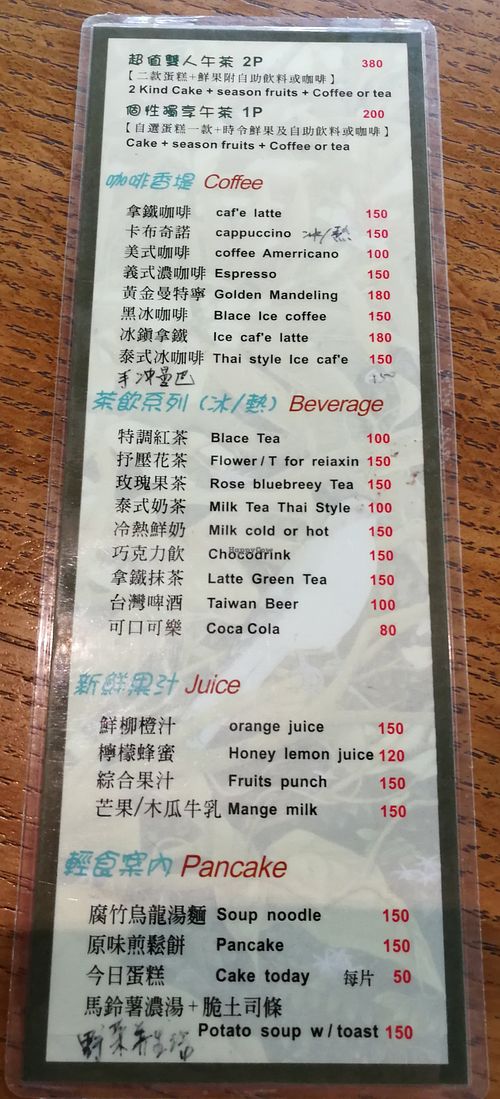 超值雙人午茶 2P 380
【二款蛋糕+鮮果附自助飲料或咖啡】
2 Kind Cake + season fruits + Coffee or tea
個性獨享午茶 1P 200
【自選蛋糕一款+時令鮮果及自助飲料或咖啡】
Cake + season fruits + Coffee or tea
咖啡香堤 Coffee
拿鐵咖啡 caf'e latte 150
卡布奇諾 cappuccino 冰/熱 150
美式咖啡 coffee Amerricano 100
義式濃咖啡 Espresso 150
黃金曼特寧 Golden Mandeling 180
黑冰咖啡 Blace Ice coffee 150
冰鎮拿鐵 Ice caf'e latte 180
泰式冰咖啡 Thai style Ice caf'e 150
手沖曼巴 150
茶飲系列 (冰/熱) Beverage
特調紅茶 Blace Tea 100
抒壓花茶 Flower / T for reiaxin 150
玫瑰果茶 Rose bluebreey Tea 150
泰式奶茶 Milk Tea Thai Style 100
冷熱鮮奶 Milk cold or hot 150
巧克力飲 Chocodrink 150
HappyCow
拿鐵抹茶 Latte Green Tea 150
台灣啤酒 Taiwan Beer 100
可口可樂 Coca Cola 80
新鮮果汁 Juice
鮮柳橙汁 orange juice 150
檸檬蜂蜜 Honey lemon juice 120
綜合果汁 Fruits punch 150
芒果/木瓜牛乳 Mange milk 150
輕食案內 Pancake
腐竹烏龍湯麵 Soup noodle 150
原味煎鬆餅 Pancake 150
今日蛋糕 Cake today 每片 50
馬鈴薯濃湯+脆土司條
Potato soup w / toast 150
野菜養生鍋